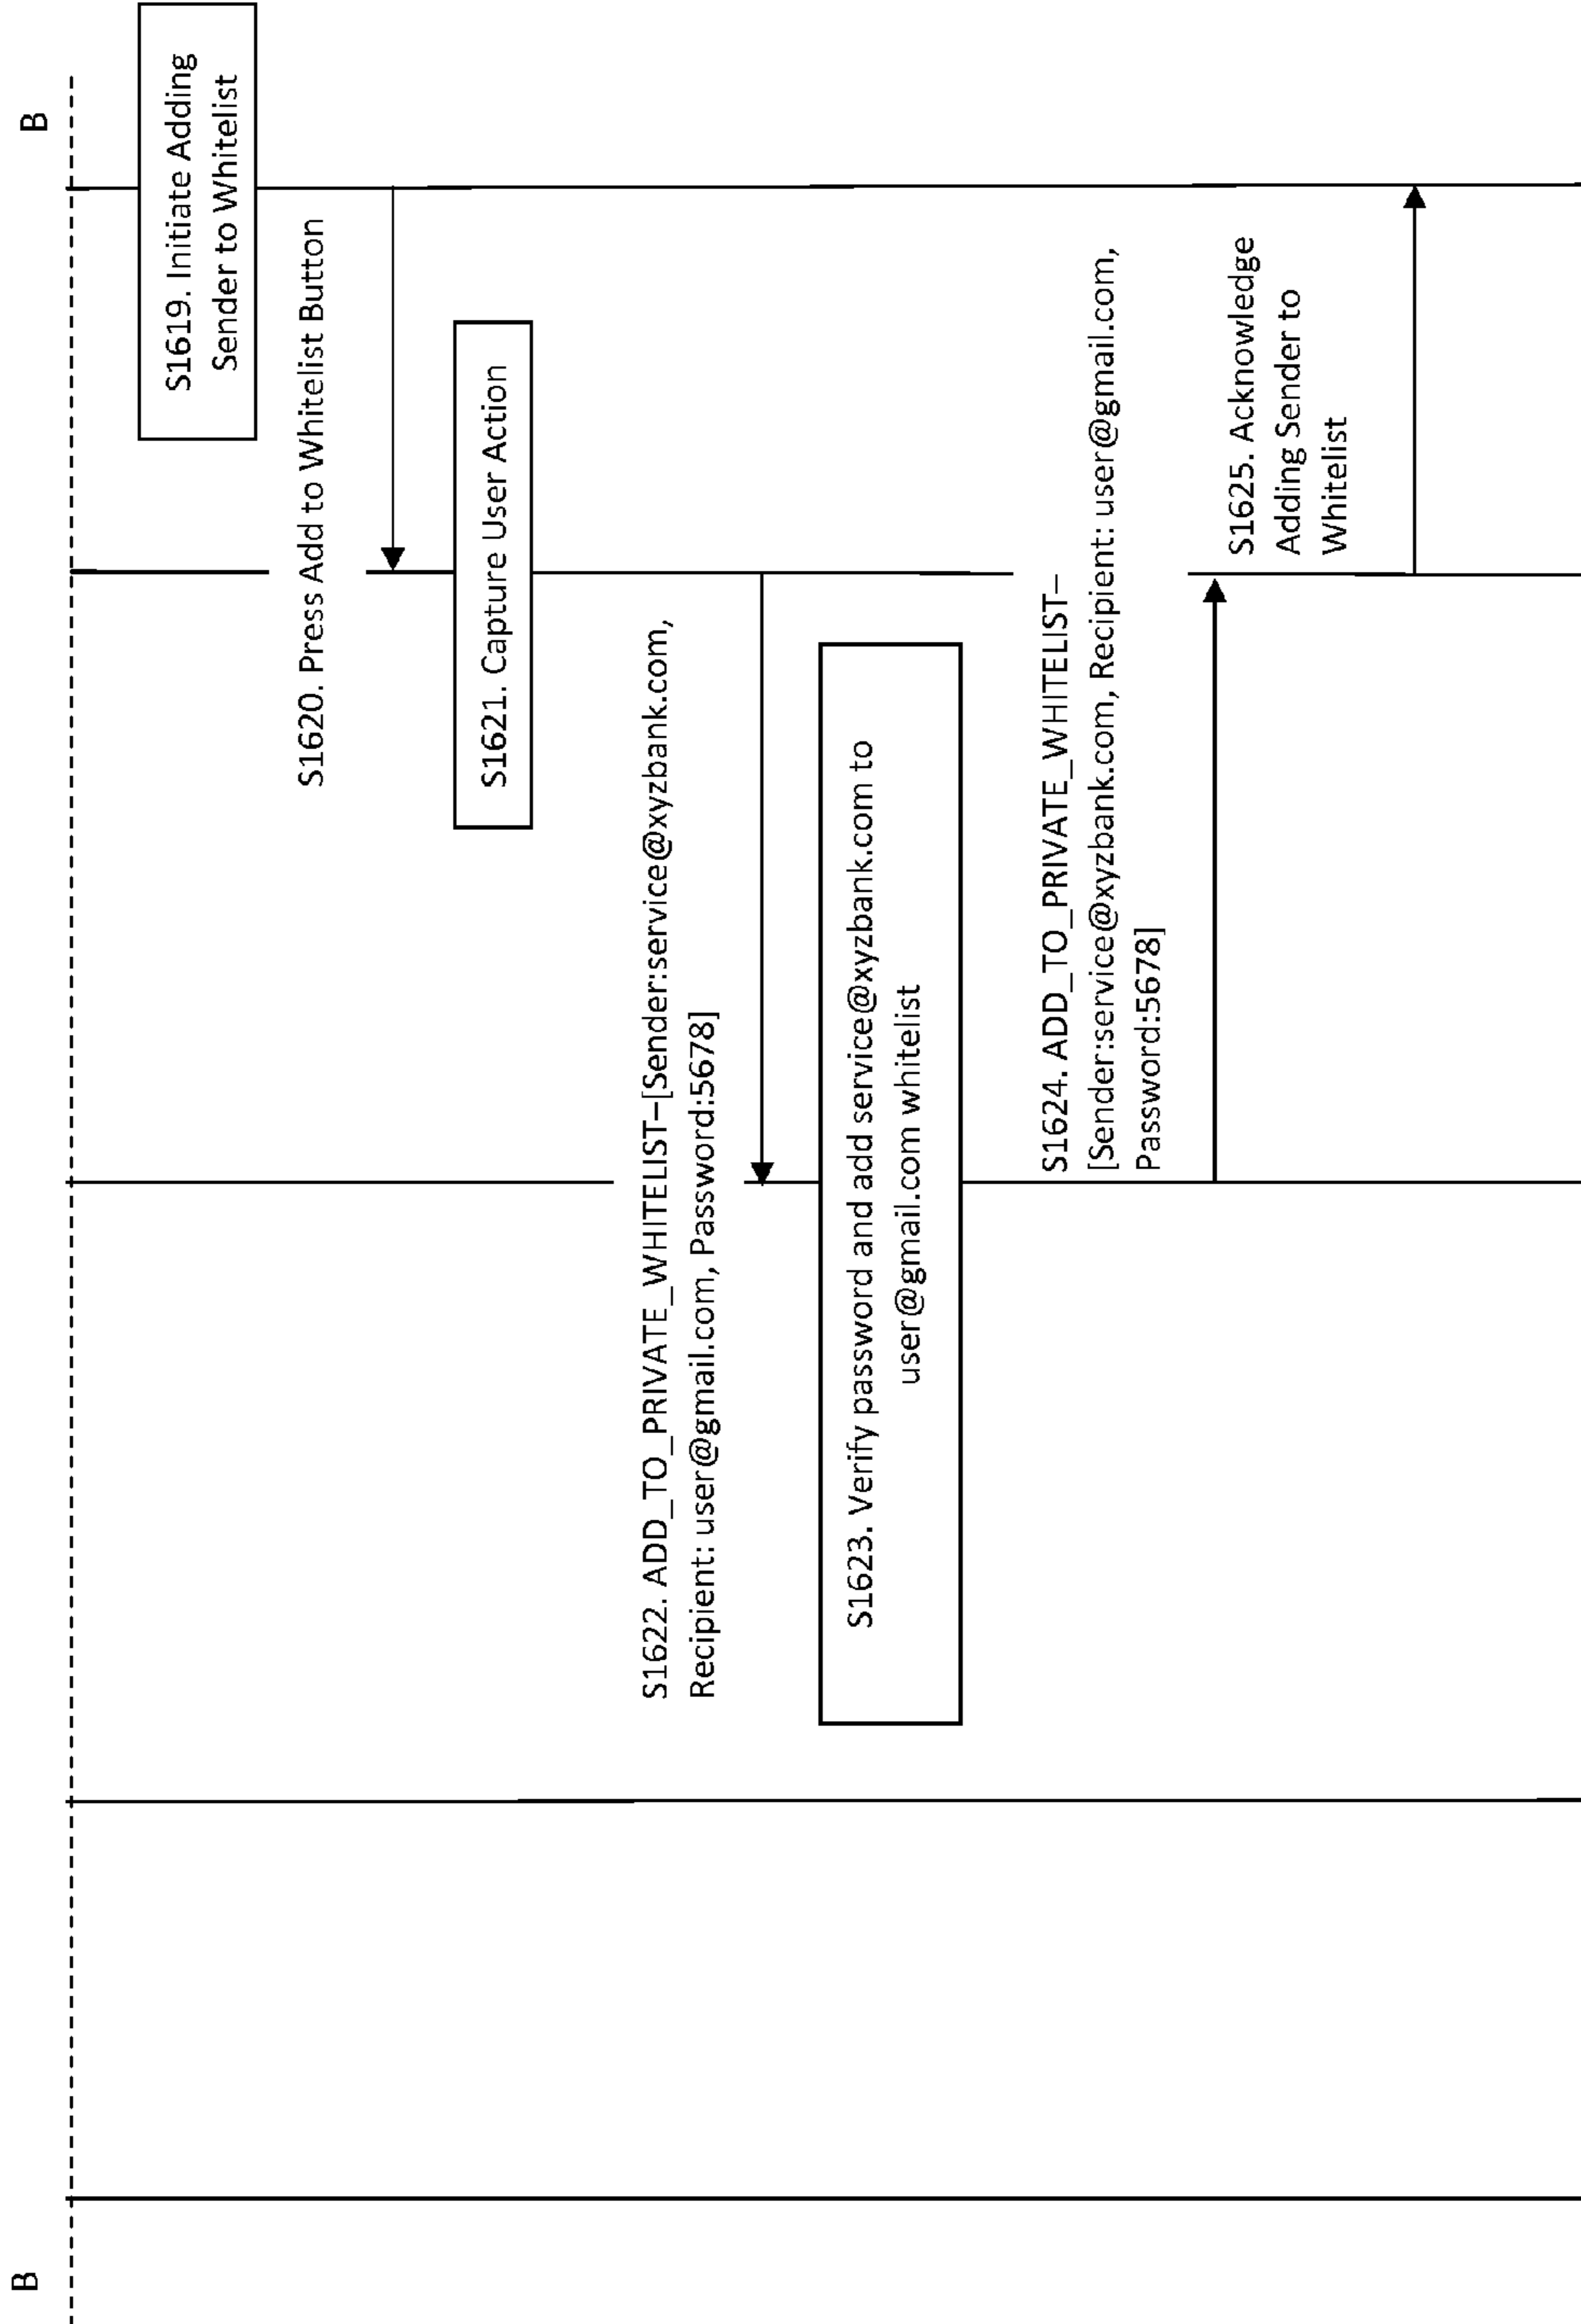 B
B
S1619. Initiate Adding
Sender to Whitelist
S1620. Press Add to Whitelist Button
S1621. Capture User Action
S1622. ADD_TO_PRIVATE_WHITELIST–[Sender:service@xyzbank.com,
Recipient: user@gmail.com, Password:5678]
S1623. Verify password and add service@xyzbank.com to
user@gmail.com whitelist
S1624. ADD_TO_PRIVATE_WHITELIST–
[Sender:service@xyzbank.com, Recipient: user@gmail.com,
Password:5678]
S1625. Acknowledge
Adding Sender to
Whitelist